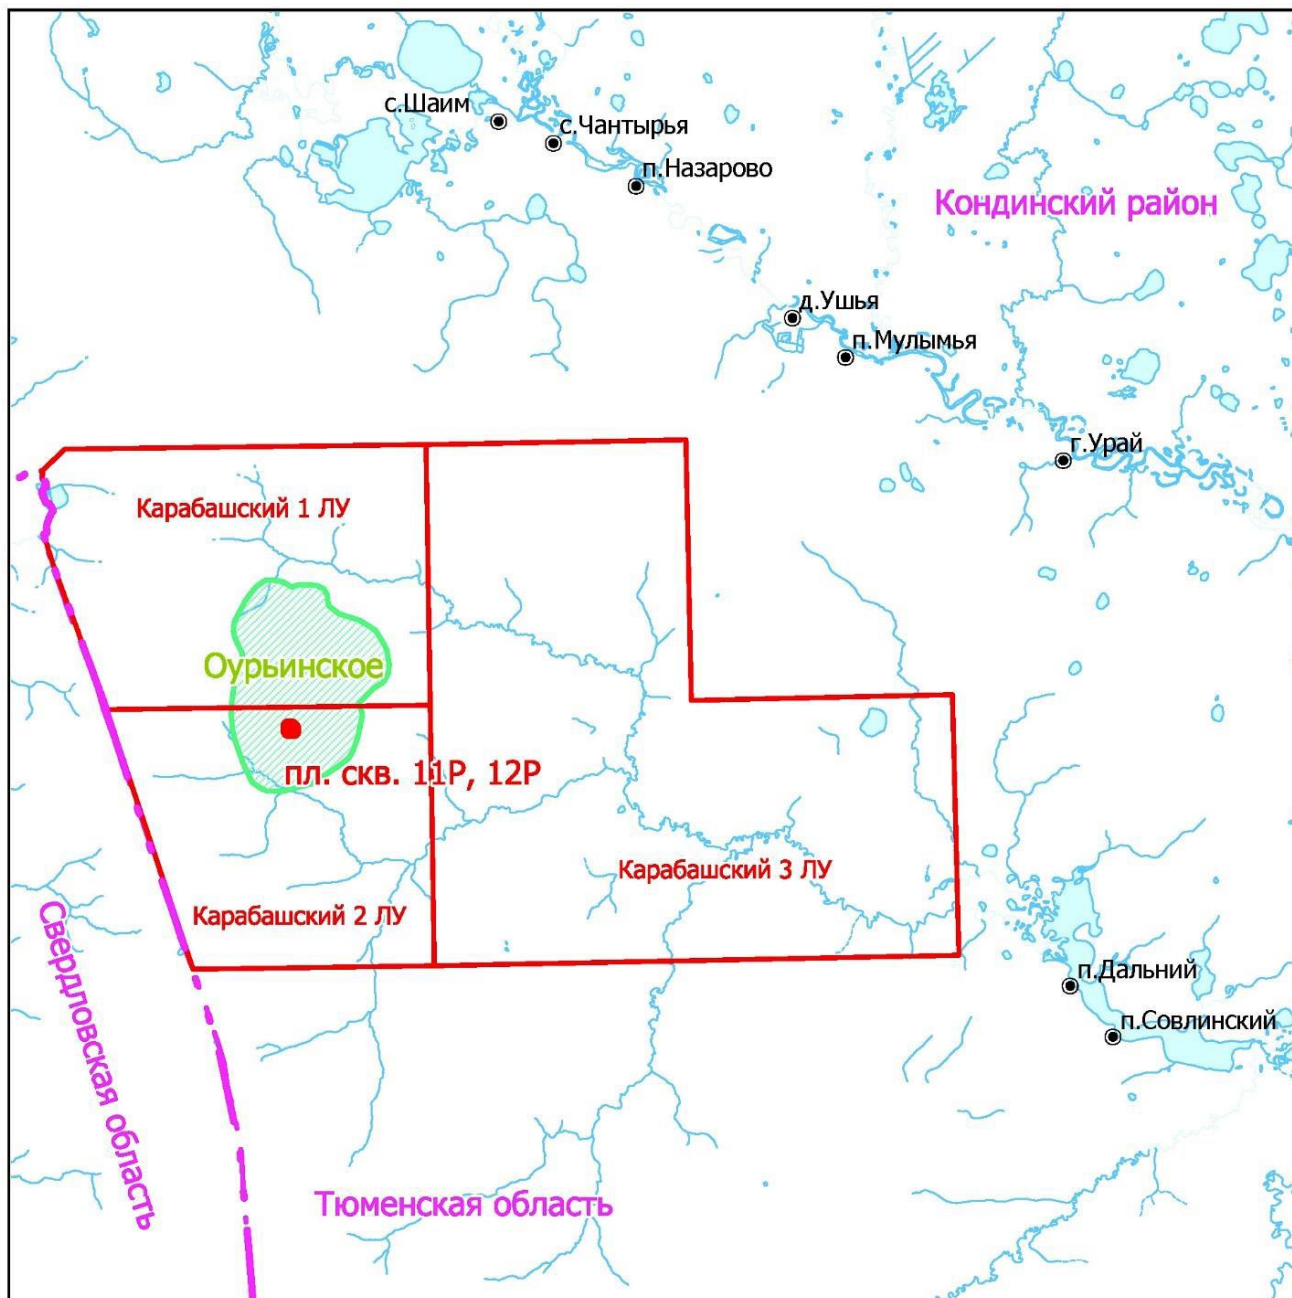 с.Шаим
с.Чантырья
п.Назарово
Кондинский район
д.Ушья
п.Мулымья
г.Урай
Карабашский 1 ЛУ
Оурьинское
пл. скв. 11Р, 12Р
Карабашский 3 ЛУ
Карабашский 2 ЛУ
Свердловская область
п.Дальний
п.Совлинский
Тюменская область